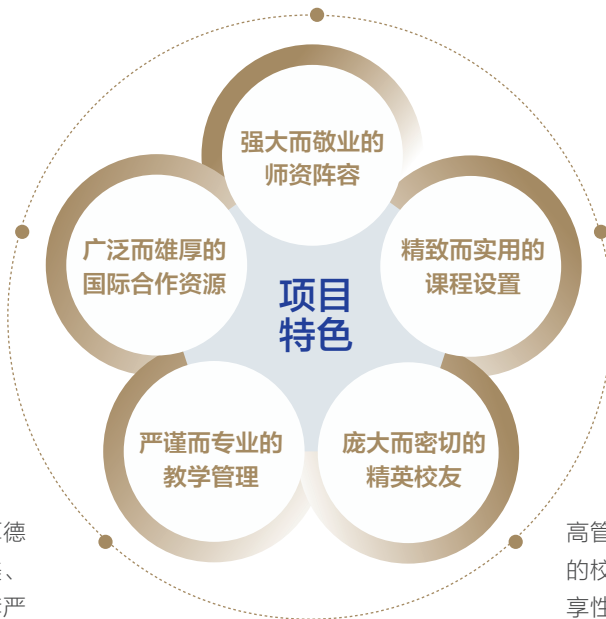 强大而敬业的
师资阵容
广泛而雄厚的
国际合作资源
精致而实用的
课程设置
项目
特色
严谨而专业的
教学管理
庞大而密切的
精英校友
德
、
严
高管
的校
享性